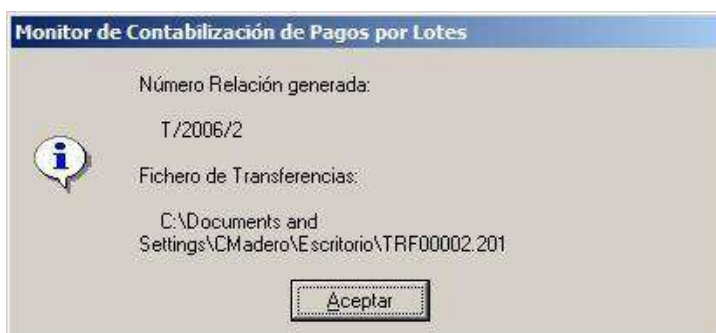 Monitor de Contabilización de Pagos por Lotes
Número Relación generada:
T/2006/2
Fichero de Transferencias:
C:\Documents and
Settings\CMadero\Escritorio\TRF00002.201
Aceptar